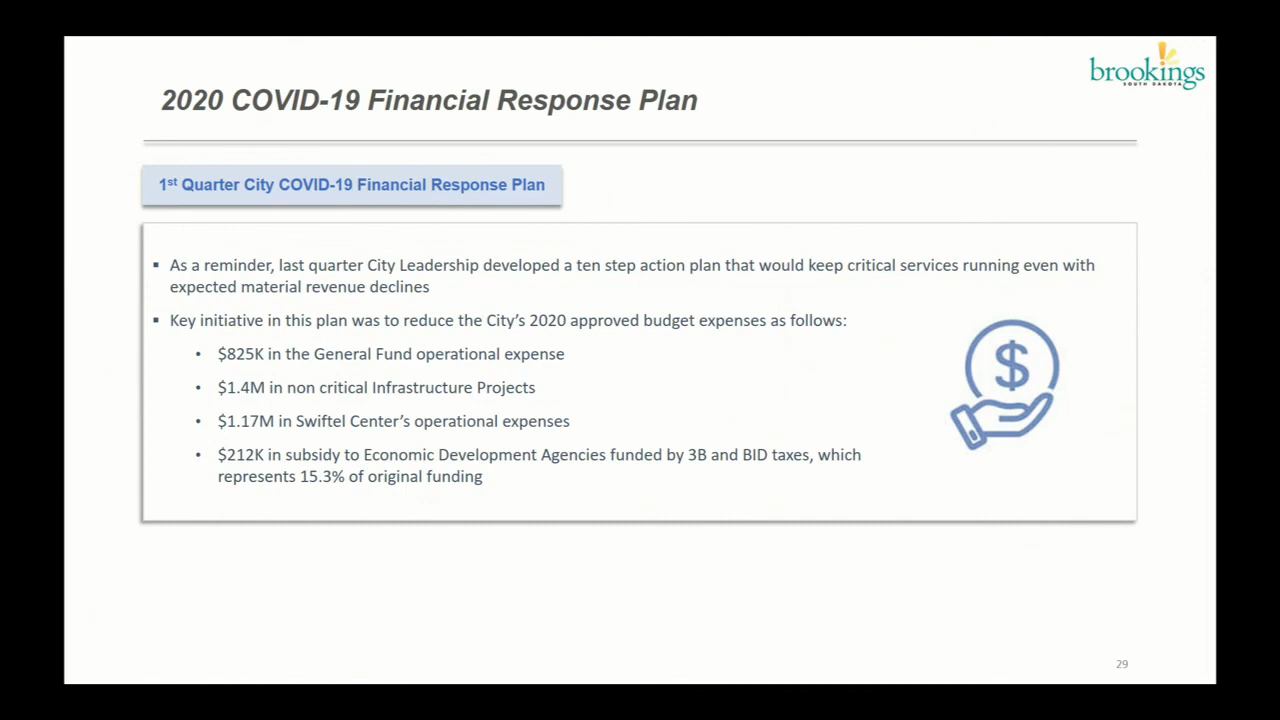 brookings
SOUTH DAKOTA
2020 COVID-19 Financial Response Plan
1st Quarter City COVID-19 Financial Response Plan
▪ As a reminder, last quarter City Leadership developed a ten step action plan that would keep critical services running even with
expected material revenue declines
▪ Key initiative in this plan was to reduce the City’s 2020 approved budget expenses as follows:
• $825K in the General Fund operational expense
• $1.4M in non critical Infrastructure Projects
• $1.17M in Swiftel Center’s operational expenses
• $212K in subsidy to Economic Development Agencies funded by 3B and BID taxes, which
represents 15.3% of original funding
$
29